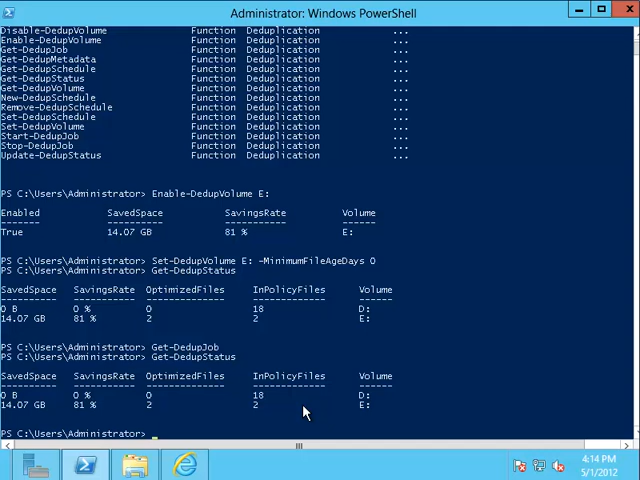 Administrator: Windows PowerShell
Disable-DedupVolume Function Deduplication ...
Enable-DedupVolume Function Deduplication ...
Get-DedupJob Function Deduplication ...
Get-DedupMetadata Function Deduplication ...
Get-DedupSchedule Function Deduplication ...
Get-DedupStatus Function Deduplication ...
Get-DedupVolume Function Deduplication ...
New-DedupSchedule Function Deduplication ...
Remove-DedupSchedule Function Deduplication ...
Set-DedupSchedule Function Deduplication ...
Set-DedupVolume Function Deduplication ...
Start-DedupJob Function Deduplication ...
Stop-DedupJob Function Deduplication ...
Update-DedupStatus Function Deduplication ...
PS C:\Users\Administrator> Enable-DedupVolume E:
Enabled SavedSpace SavingsRate Volume
------- ---------- ----------- ------
True 14.07 GB 81 % E:
PS C:\Users\Administrator> Set-DedupVolume E: -MinimumFileAgeDays 0
PS C:\Users\Administrator> Get-DedupStatus
SavedSpace SavingsRate OptimizedFiles InPolicyFiles Volume
---------- ----------- -------------- ------------- ------
0 B 0 % 0 18 D:
14.07 GB 81 % 2 2 E:
PS C:\Users\Administrator> Get-DedupJob
PS C:\Users\Administrator> Get-DedupStatus
SavedSpace SavingsRate OptimizedFiles InPolicyFiles Volume
---------- ----------- -------------- ------------- ------
0 B 0 % 0 18 D:
14.07 GB 81 % 2 2 E:
PS C:\Users\Administrator> _
4:14 PM
5/1/2012